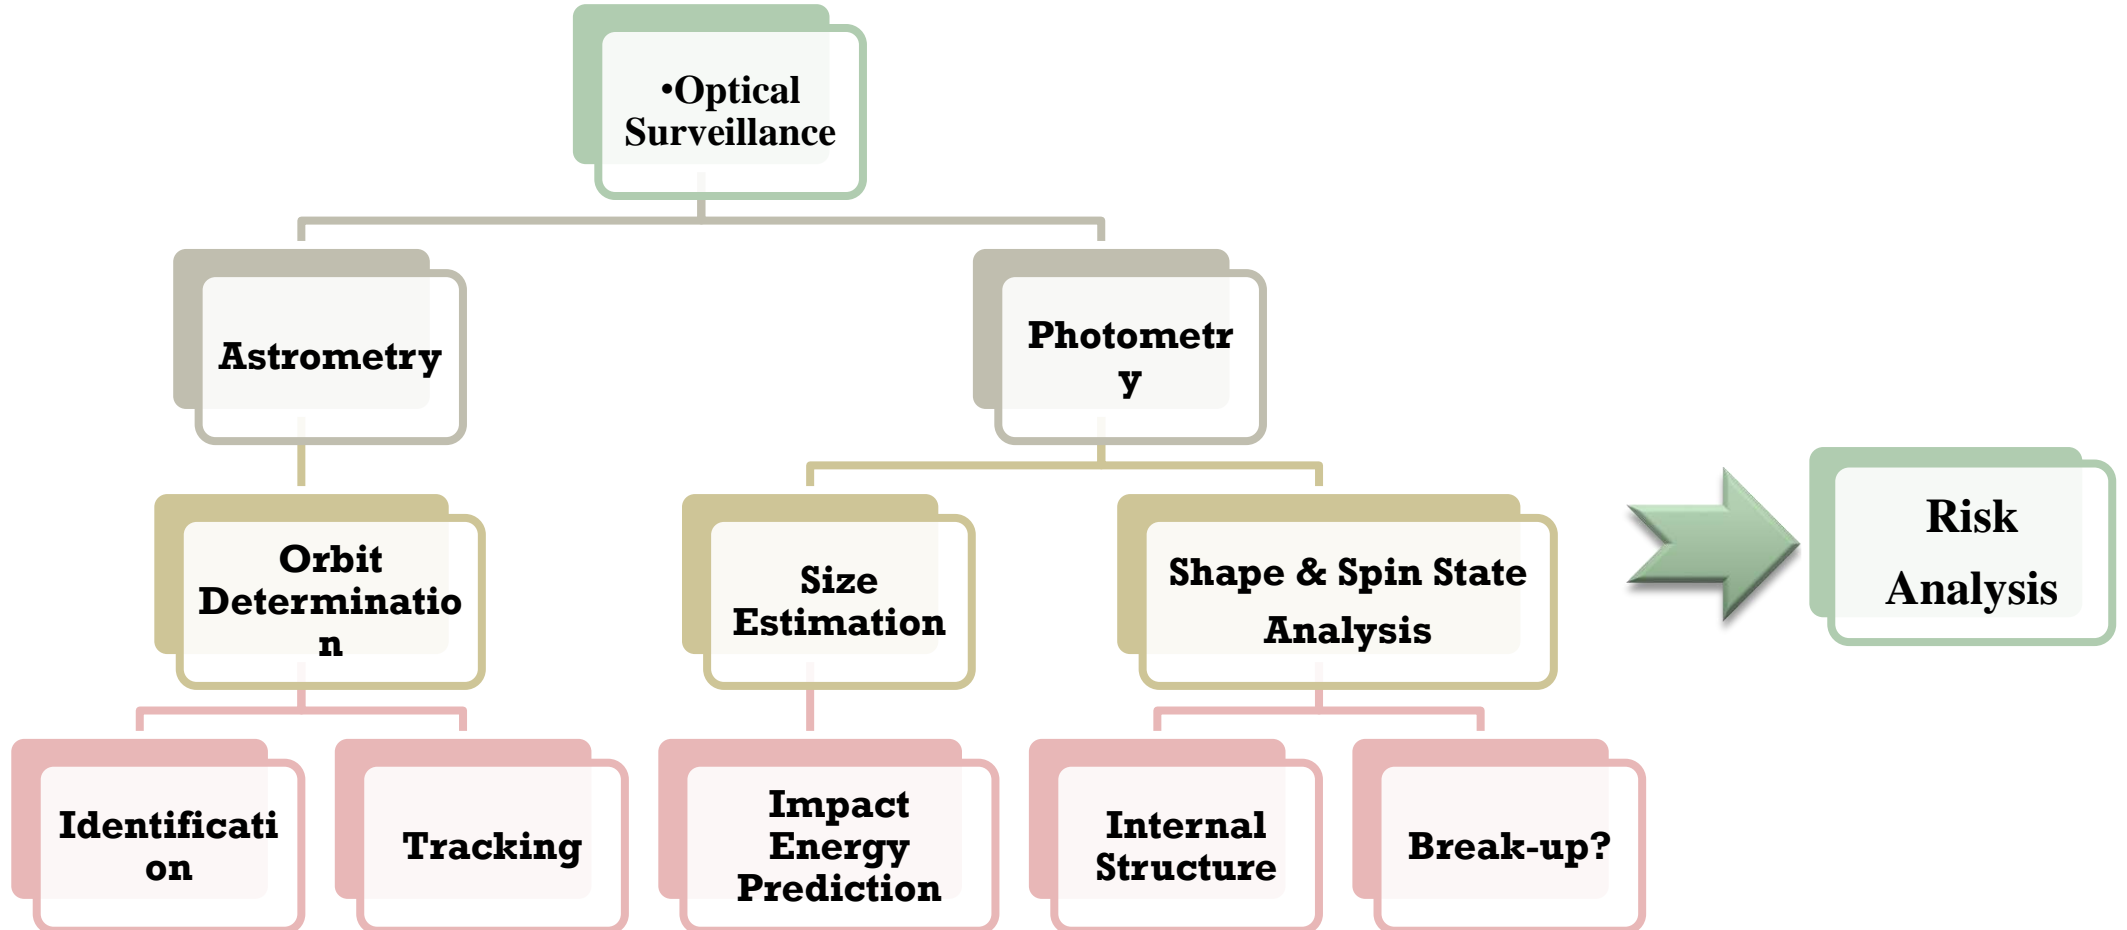 •Optical
Surveillance
Astrometry
Photometr
y
Orbit
Determinatio
n
Size
Estimation
Shape & Spin State
Analysis
Risk
Analysis
Identificati
on
Tracking
Impact
Energy
Prediction
Internal
Structure
Break-up?